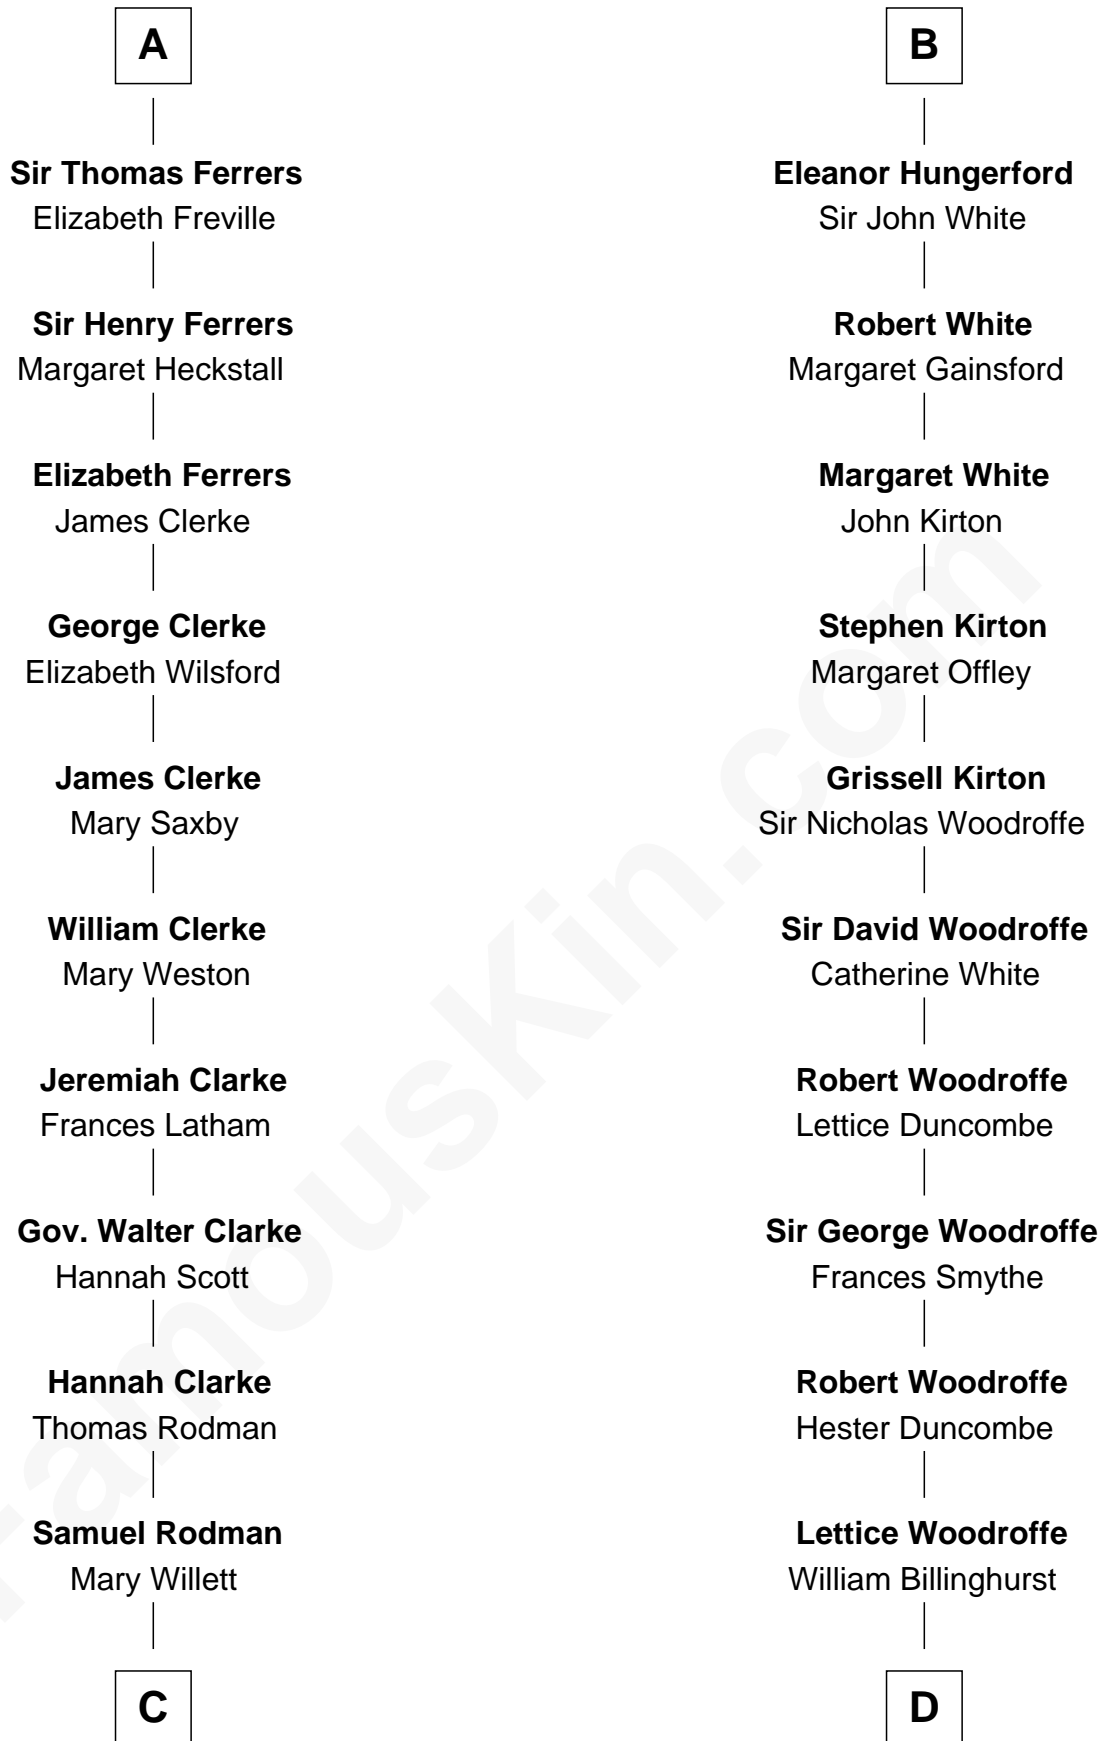 A
Sir Thomas Ferrers
Elizabeth Freville
Sir Henry Ferrers
Margaret Heckstall
Elizabeth Ferrers
James Clerke
George Clerke
Elizabeth Wilsford
James Clerke
Mary Saxby
William Clerke
Mary Weston
Jeremiah Clarke
Frances Latham
Gov. Walter Clarke
Hannah Scott
Hannah Clarke
Thomas Rodman
Samuel Rodman
Mary Willett
C
B
Eleanor Hungerford
Sir John White
Robert White
Margaret Gainsford
Margaret White
John Kirton
Stephen Kirton
Margaret Offley
Grissell Kirton
Sir Nicholas Woodroffe
Sir David Woodroffe
Catherine White
Robert Woodroffe
Lettice Duncombe
Sir George Woodroffe
Frances Smythe
Robert Woodroffe
Hester Duncombe
Lettice Woodroffe
William Billinghurst
D
FamousKin.com